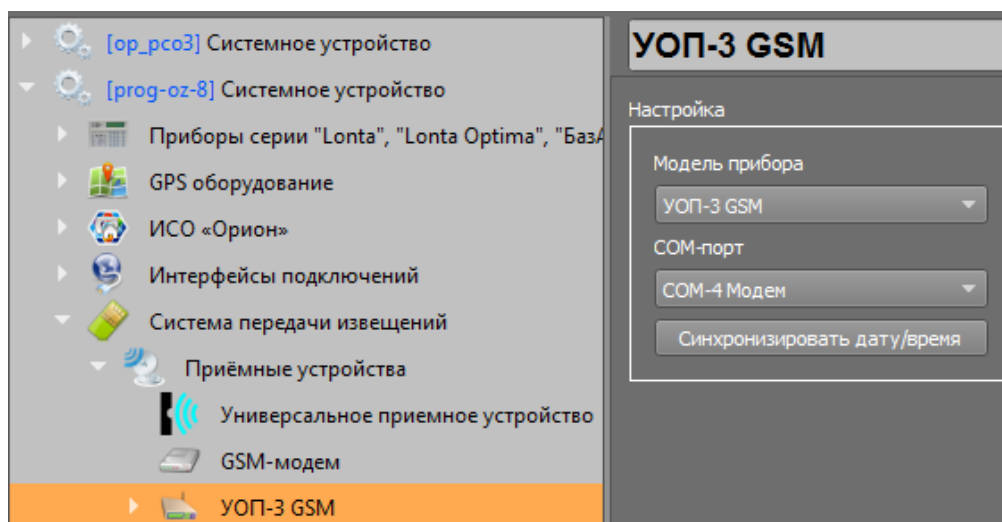 [op_pco3] Системное устройство
[prog-oz-8] Системное устройство
Приборы серии "Lonta", "Lonta Optima", "Баз
GPS оборудование
ИСО «Орион»
Интерфейсы подключений
Система передачи извещений
Приёмные устройства
Универсальное приемное устройство
GSM-модем
УОП-3 GSM
УОП-3 GSM
Настройка
Модель прибора
УОП-3 GSM
COM-порт
COM-4 Модем
Синхронизировать дату/время